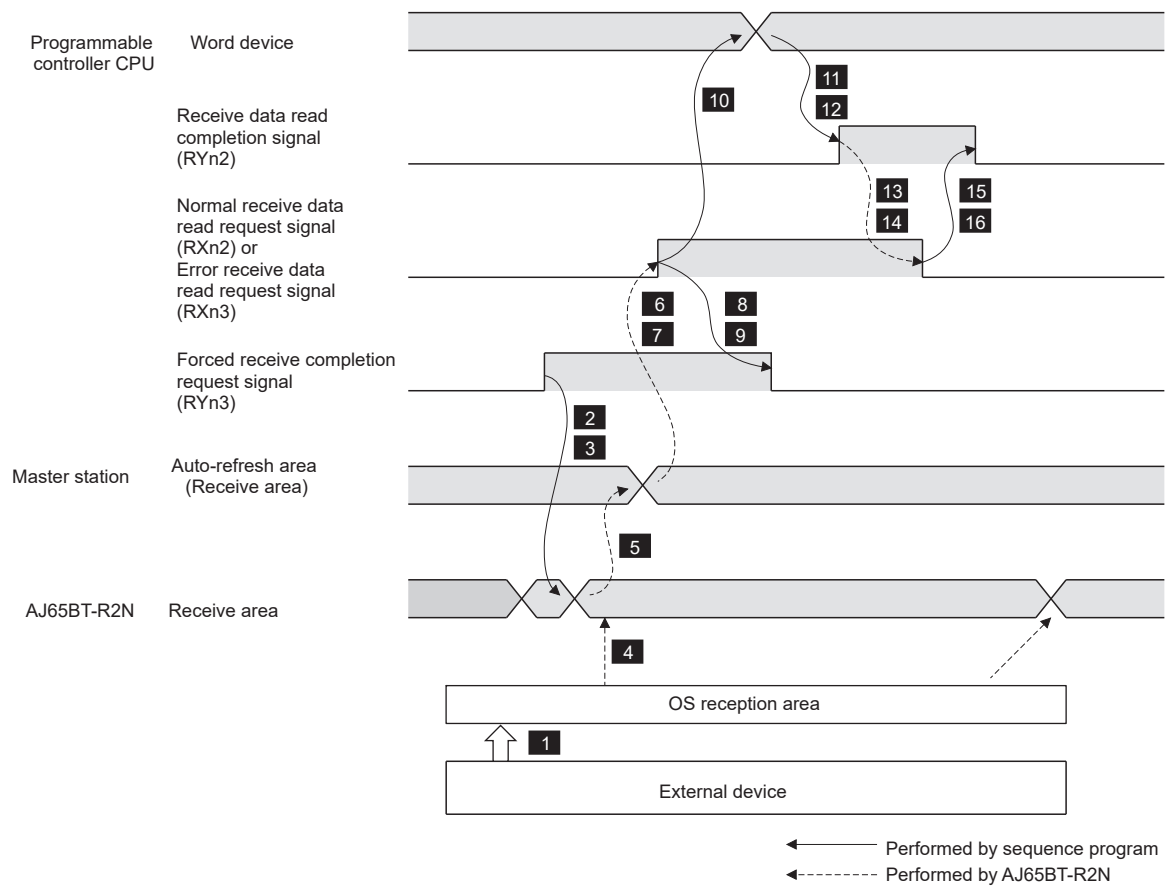 Programmable
controller CPU
Word device
11
10
12
Receive data read
completion signal
(RYn2)
13
15
14
16
Normal receive data
read request signal
(RXn2) or
Error receive data
read request signal
(RXn3)
6
8
7
9
Forced receive completion
request signal
(RYn3)
2
3
Master station
Auto-refresh area
(Receive area)
5
AJ65BT-R2N
Receive area
4
OS reception area
1
External device
Performed by sequence program
Performed by AJ65BT-R2N